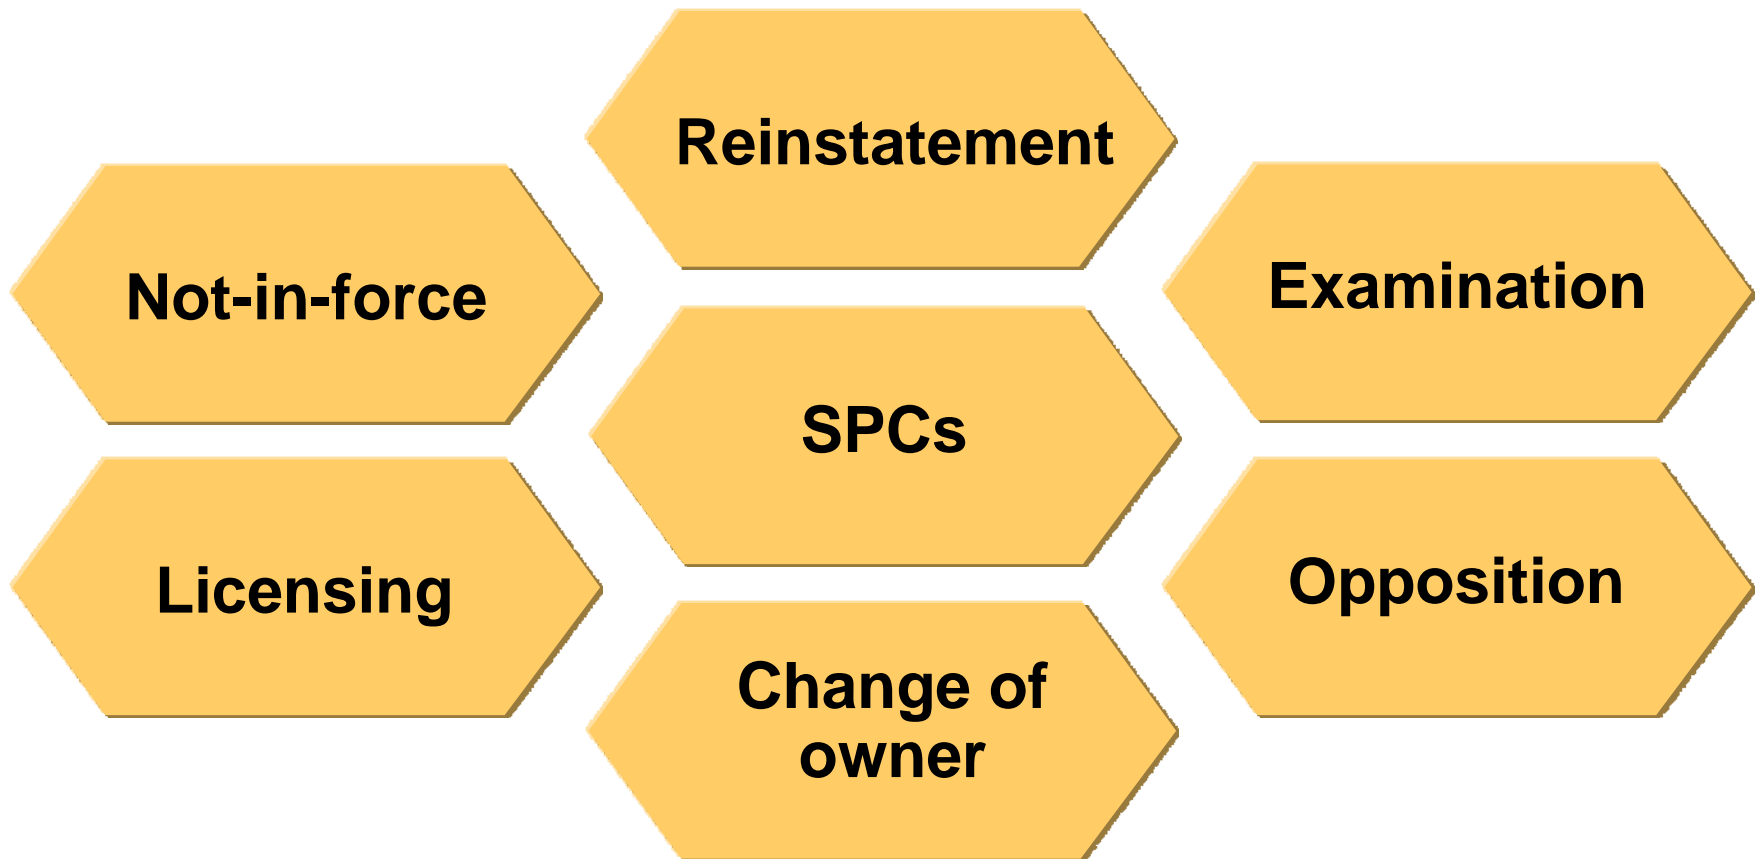 Reinstatement
Not-in-force
Examination
SPCs
Licensing
Opposition
Change of
owner